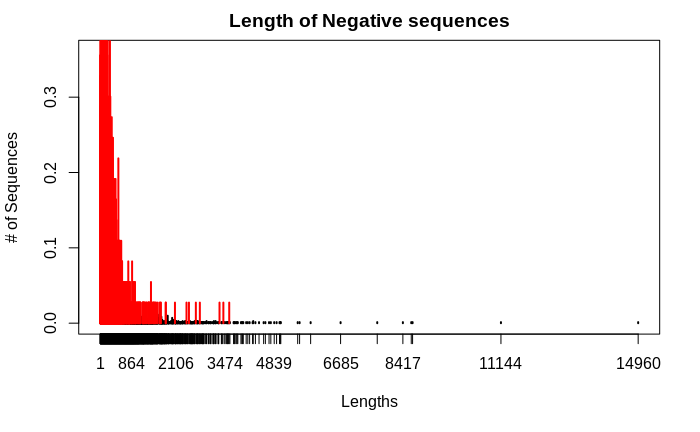 Length of Negative sequences
# of Sequences
0.3
0.2
0.1
0.0
1 864 2106 3474 4839 6685 8417 11144 14960
Lengths